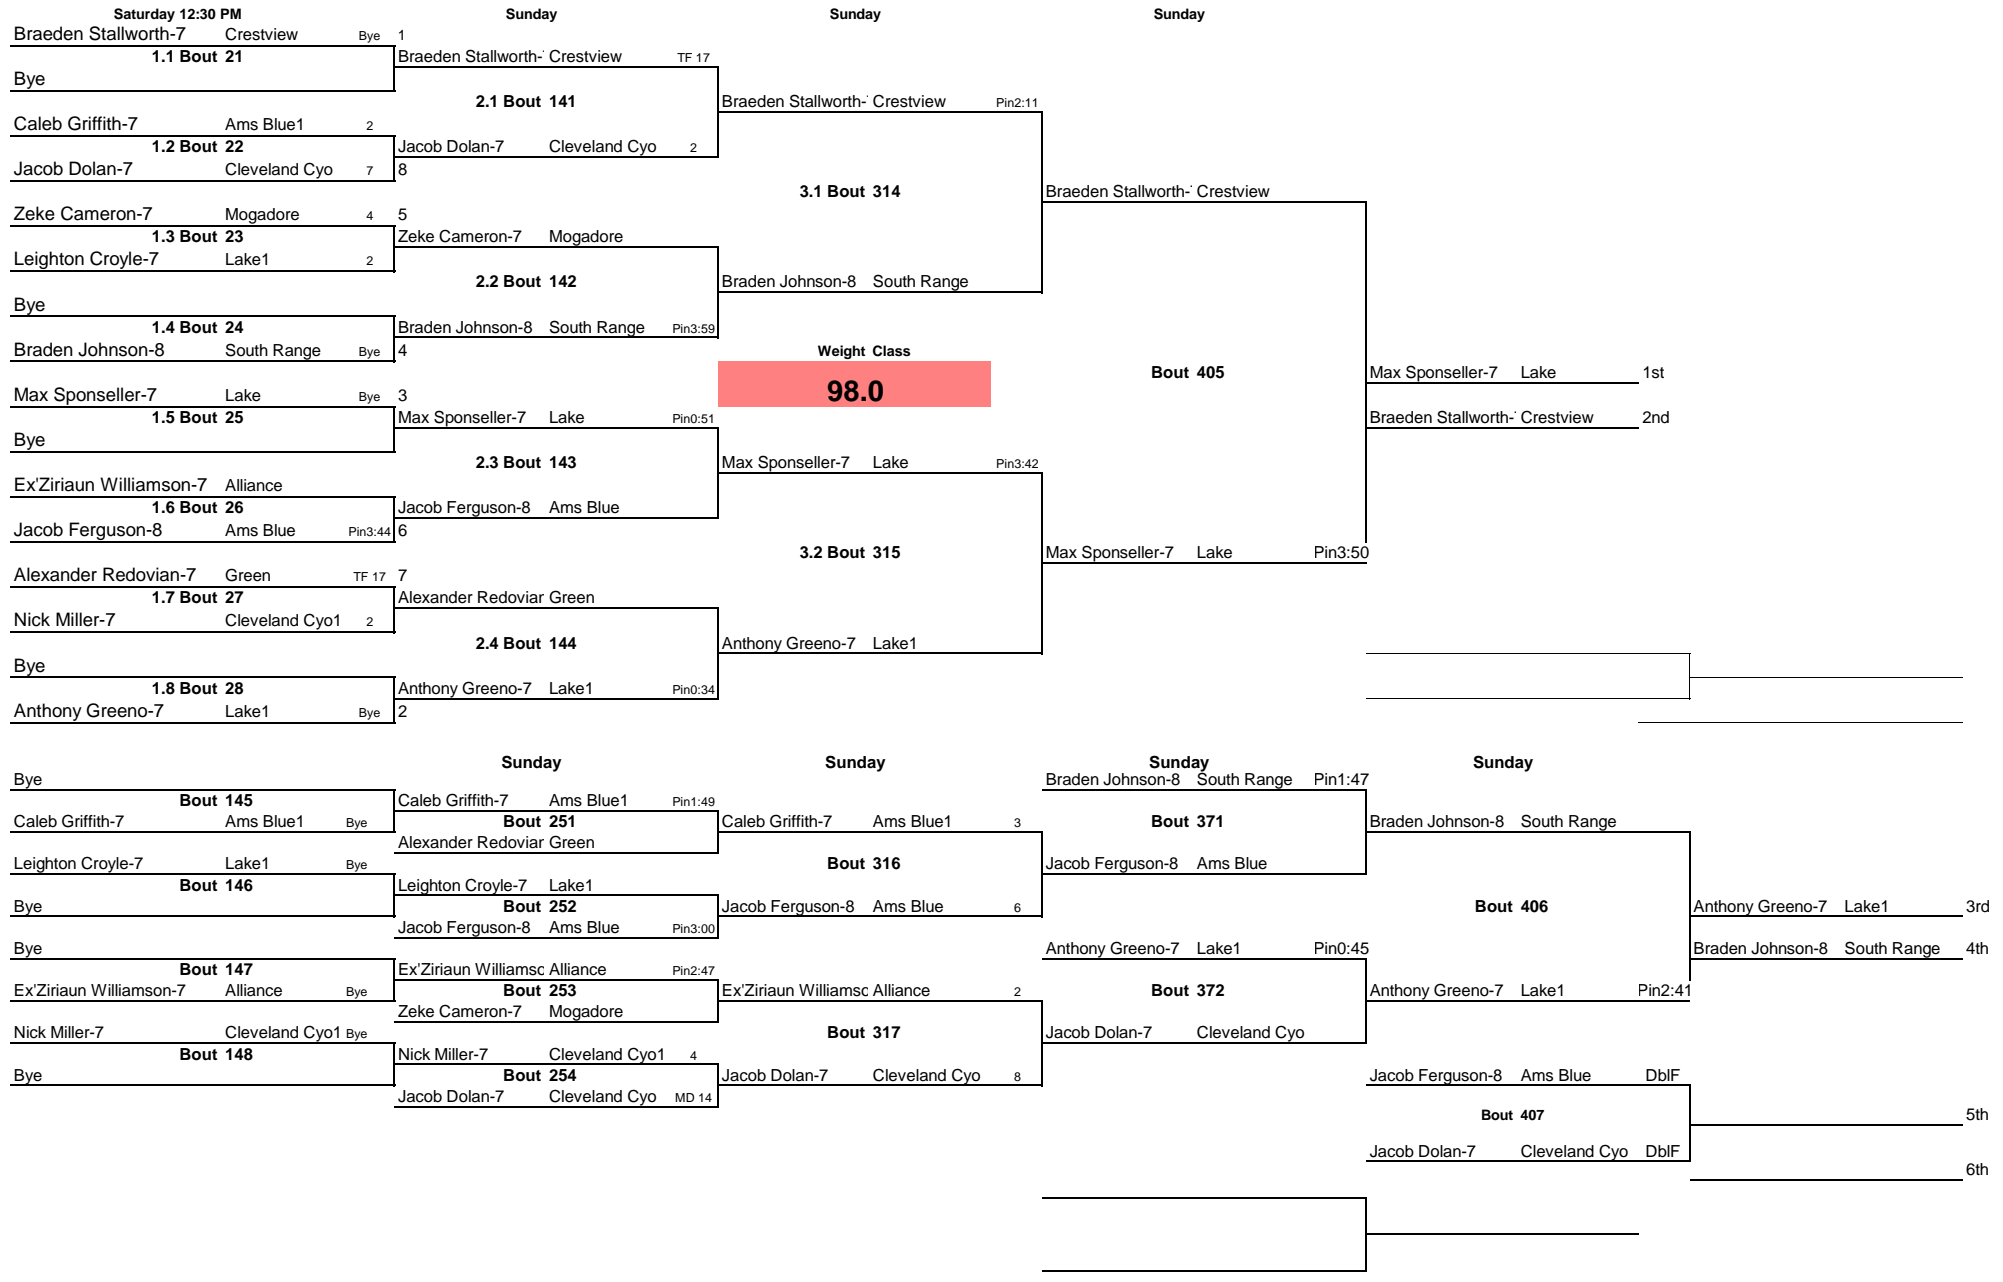 Saturday 12:30 PM Sunday Sunday Sunday
Braeden Stallworth-7 Crestview Bye 1
1.1 Bout 21 Braeden Stallworth- Crestview TF 17
Bye
2.1 Bout 141 Braeden Stallworth- Crestview Pin2:11
Caleb Griffith-7 Ams Blue1 2
1.2 Bout 22 Jacob Dolan-7 Cleveland Cyo 2
Jacob Dolan-7 Cleveland Cyo 7 8
3.1 Bout 314 Braeden Stallworth- Crestview
Zeke Cameron-7 Mogadore 4 5
1.3 Bout 23 Zeke Cameron-7 Mogadore
Leighton Croyle-7 Lake1 2
2.2 Bout 142 Braden Johnson-8 South Range
Bye
1.4 Bout 24 Braden Johnson-8 South Range Pin3:59
Braden Johnson-8 South Range Bye 4 Weight Class
Bout 405 Max Sponseller-7 Lake 1st
Max Sponseller-7 Lake Bye 3 98.0
1.5 Bout 25 Max Sponseller-7 Lake Pin0:51 Braeden Stallworth- Crestview 2nd
Bye
2.3 Bout 143 Max Sponseller-7 Lake Pin3:42
Ex'Ziriaun Williamson-7 Alliance
1.6 Bout 26 Jacob Ferguson-8 Ams Blue
Jacob Ferguson-8 Ams Blue Pin3:44 6
3.2 Bout 315 Max Sponseller-7 Lake Pin3:50
Alexander Redovian-7 Green TF 17 7
1.7 Bout 27 Alexander Redoviar Green
Nick Miller-7 Cleveland Cyo1 2
2.4 Bout 144 Anthony Greeno-7 Lake1
Bye
1.8 Bout 28 Anthony Greeno-7 Lake1 Pin0:34
Anthony Greeno-7 Lake1 Bye 2
Sunday Sunday Sunday Sunday
Bye Braden Johnson-8 South Range Pin1:47
Bout 145 Caleb Griffith-7 Ams Blue1 Pin1:49
Caleb Griffith-7 Ams Blue1 Bye Bout 251 Caleb Griffith-7 Ams Blue1 3 Bout 371 Braden Johnson-8 South Range
Alexander Redoviar Green
Leighton Croyle-7 Lake1 Bye Bout 316 Jacob Ferguson-8 Ams Blue
Bout 146 Leighton Croyle-7 Lake1
Bye Bout 252 Jacob Ferguson-8 Ams Blue 6 Bout 406 Anthony Greeno-7 Lake1 3rd
Jacob Ferguson-8 Ams Blue Pin3:00
Bye Anthony Greeno-7 Lake1 Pin0:45 Braden Johnson-8 South Range 4th
Bout 147 Ex'Ziriaun Williamsc Alliance Pin2:47
Ex'Ziriaun Williamson-7 Alliance Bye Bout 253 Ex'Ziriaun Williamsc Alliance 2 Bout 372 Anthony Greeno-7 Lake1 Pin2:41
Zeke Cameron-7 Mogadore
Nick Miller-7 Cleveland Cyo1 Bye Bout 317 Jacob Dolan-7 Cleveland Cyo
Bout 148 Nick Miller-7 Cleveland Cyo1 4
Bye Bout 254 Jacob Dolan-7 Cleveland Cyo 8 Jacob Ferguson-8 Ams Blue DblF
Jacob Dolan-7 Cleveland Cyo MD 14
Bout 407 5th
Jacob Dolan-7 Cleveland Cyo DblF
6th